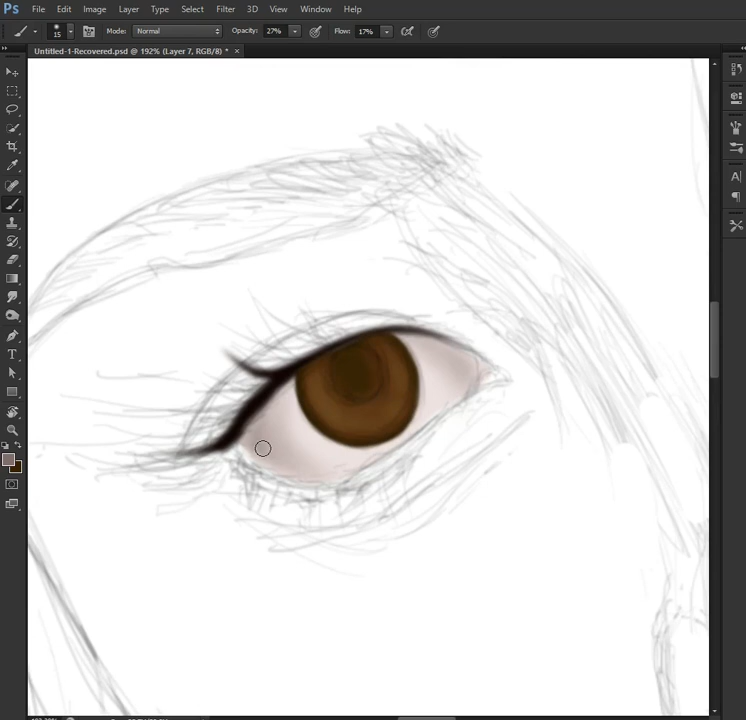 Ps File Edit Image Layer Type Select Filter 3D View Window Help
15 Mode: Normal Opacity: 27% Flow: 17%
Untitled-1-Recovered.psd @ 192% (Layer 7, RGB/8) * ×
A
T